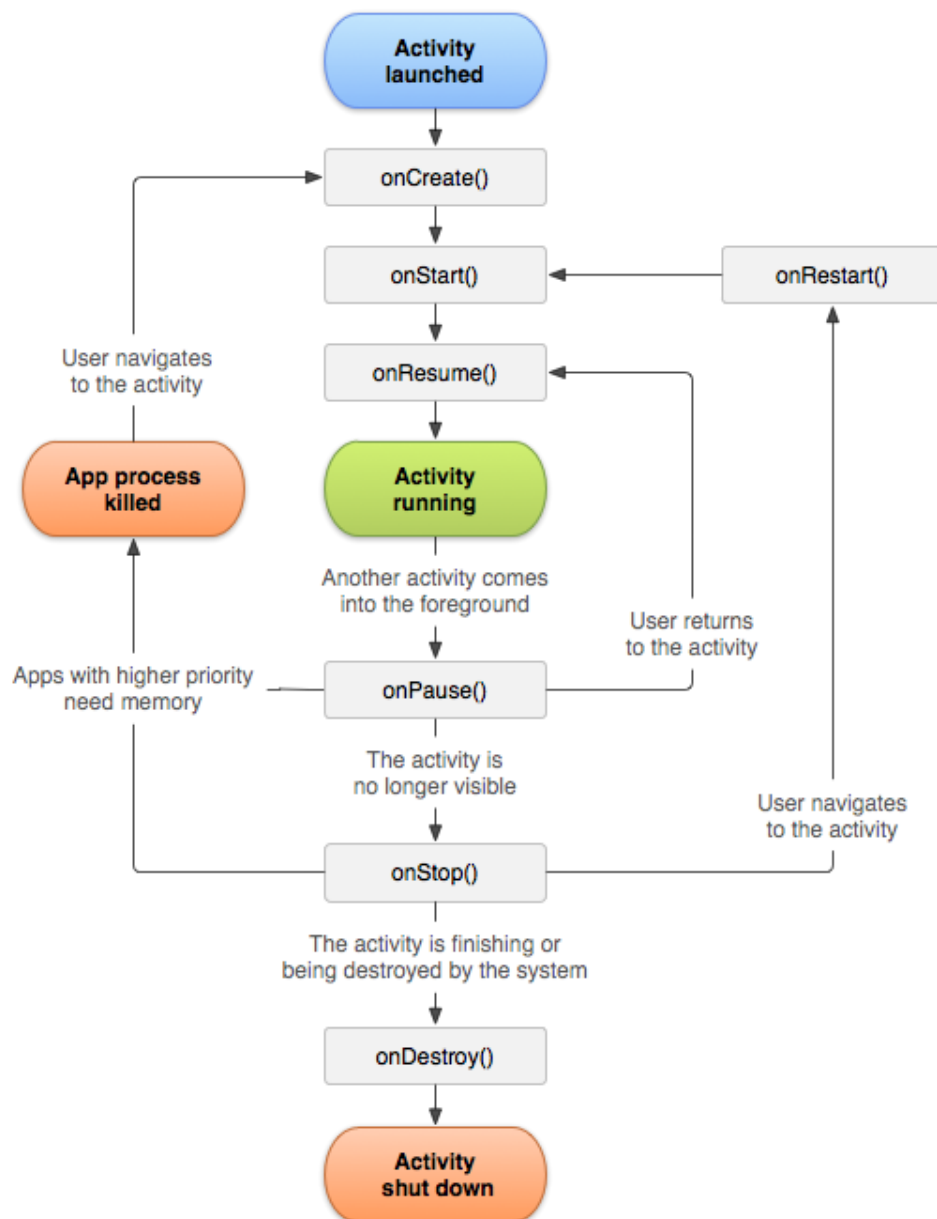 Activity
launched
onCreate()
onStart()
onRestart()
User navigates
to the activity
onResume()
App process
killed
Activity
running
Another activity comes
into the foreground
User returns
to the activity
Apps with higher priority
need memory
onPause()
The activity is
no longer visible
User navigates
to the activity
onStop()
The activity is finishing or
being destroyed by the system
onDestroy()
Activity
shut down